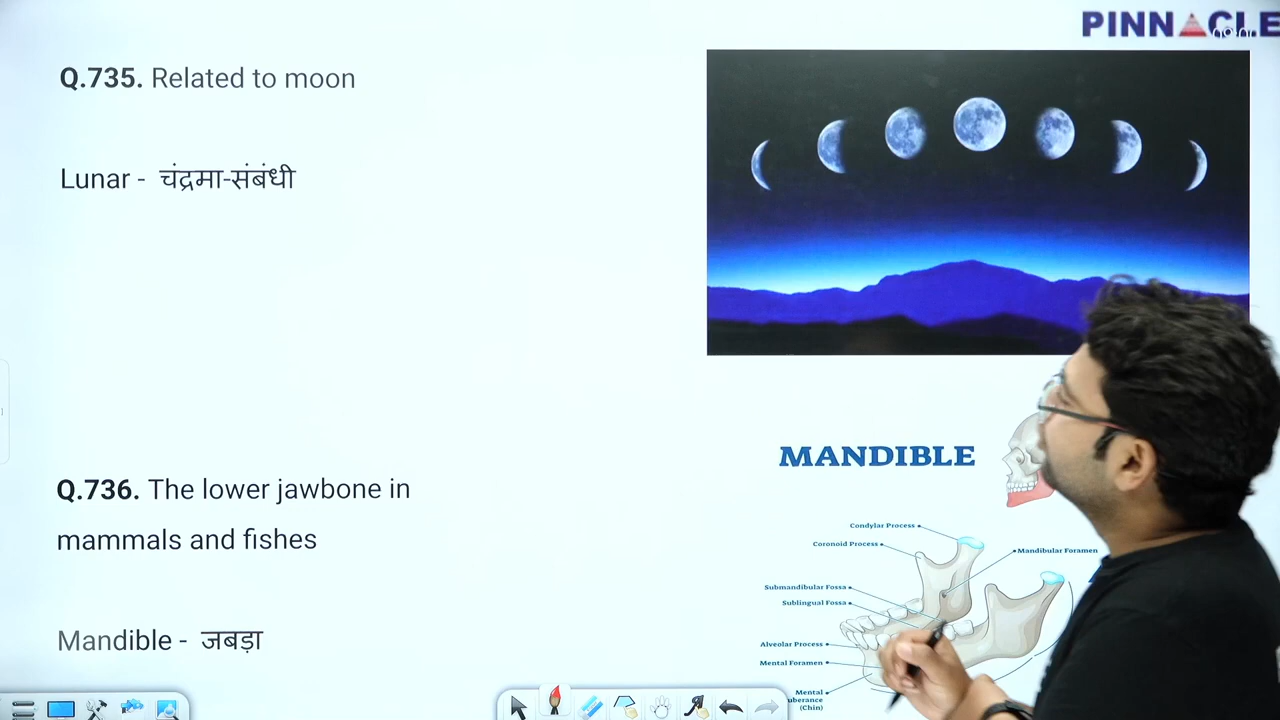 PINNACLE
Q.735. Related to moon
Lunar - चंद्रमा-संबंधी
MANDIBLE
Q.736. The lower jawbone in
mammals and fishes
Mandible - जबड़ा
Condylar Process
Coronoid Process
Mandibular Foramen
Submandibular Fossa
Sublingual Fossa
Alveolar Process
Mental Foramen
Mental
uberance
(Chin)